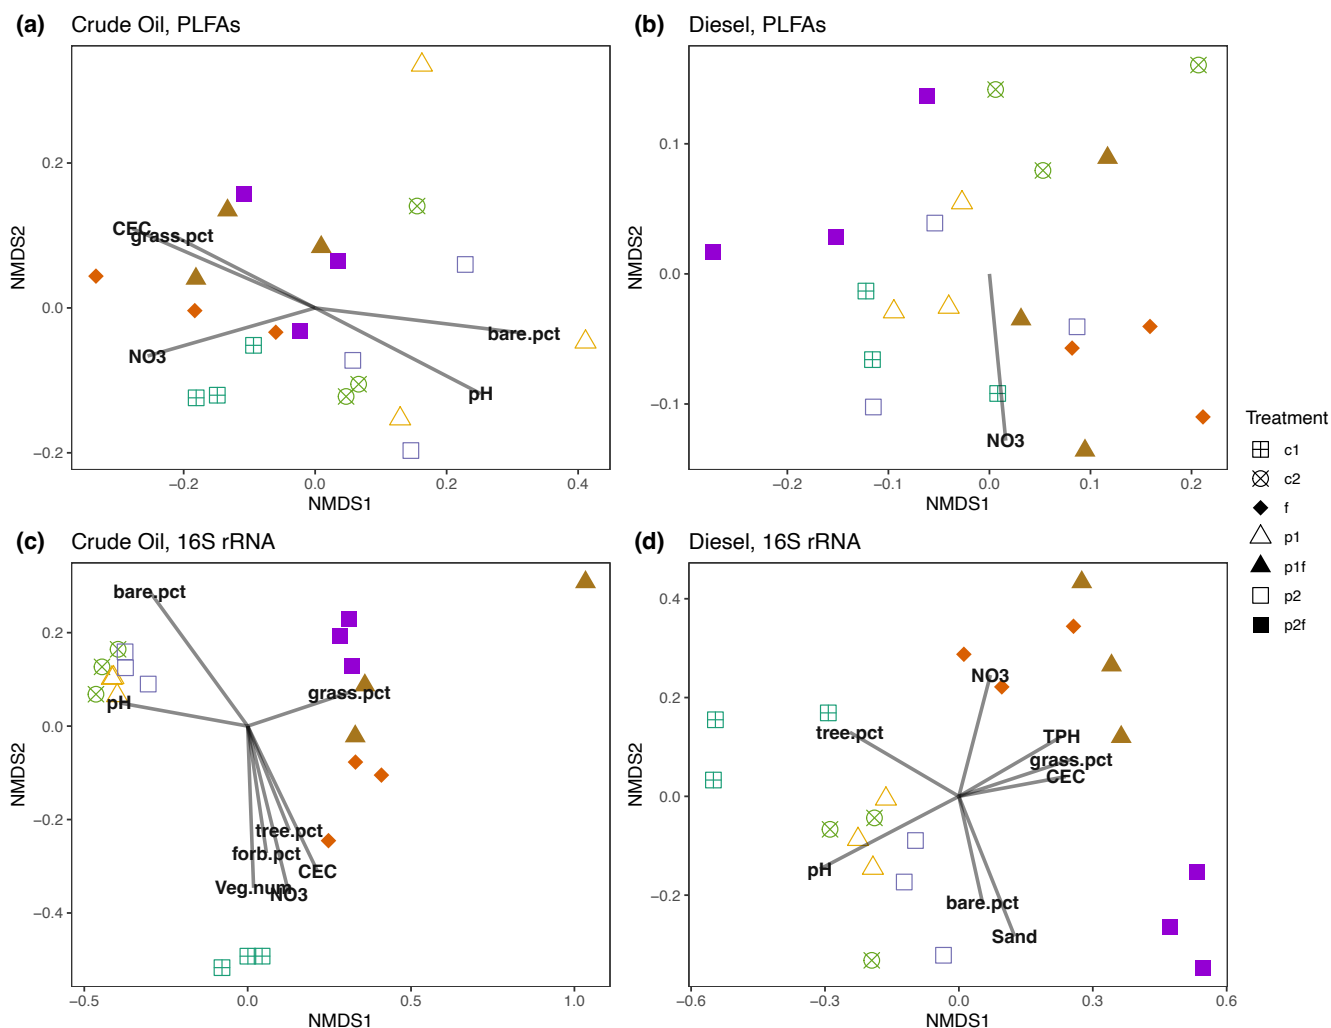 (a) Crude Oil, PLFAs
NMDS2
0.2
0.0
−0.2
CEC
grass.pct
NO3
bare.pct
pH
−0.2 0.0 0.2 0.4
NMDS1
(b) Diesel, PLFAs
NMDS2
0.1
0.0
−0.1
NO3
−0.2 −0.1 0.0 0.1 0.2
NMDS1
(c) Crude Oil, 16S rRNA
NMDS2
0.2
0.0
−0.2
−0.4
bare.pct
pH
grass.pct
tree.pct
forb.pct
CEC
Veg.num
NO3
−0.5 0.0 0.5 1.0
NMDS1
(d) Diesel, 16S rRNA
NMDS2
0.4
0.2
0.0
−0.2
NO3
tree.pct
TPH
grass.pct
CEC
pH
bare.pct
Sand
−0.6 −0.3 0.0 0.3 0.6
NMDS1
Treatment
c1
c2
f
p1
p1f
p2
p2f